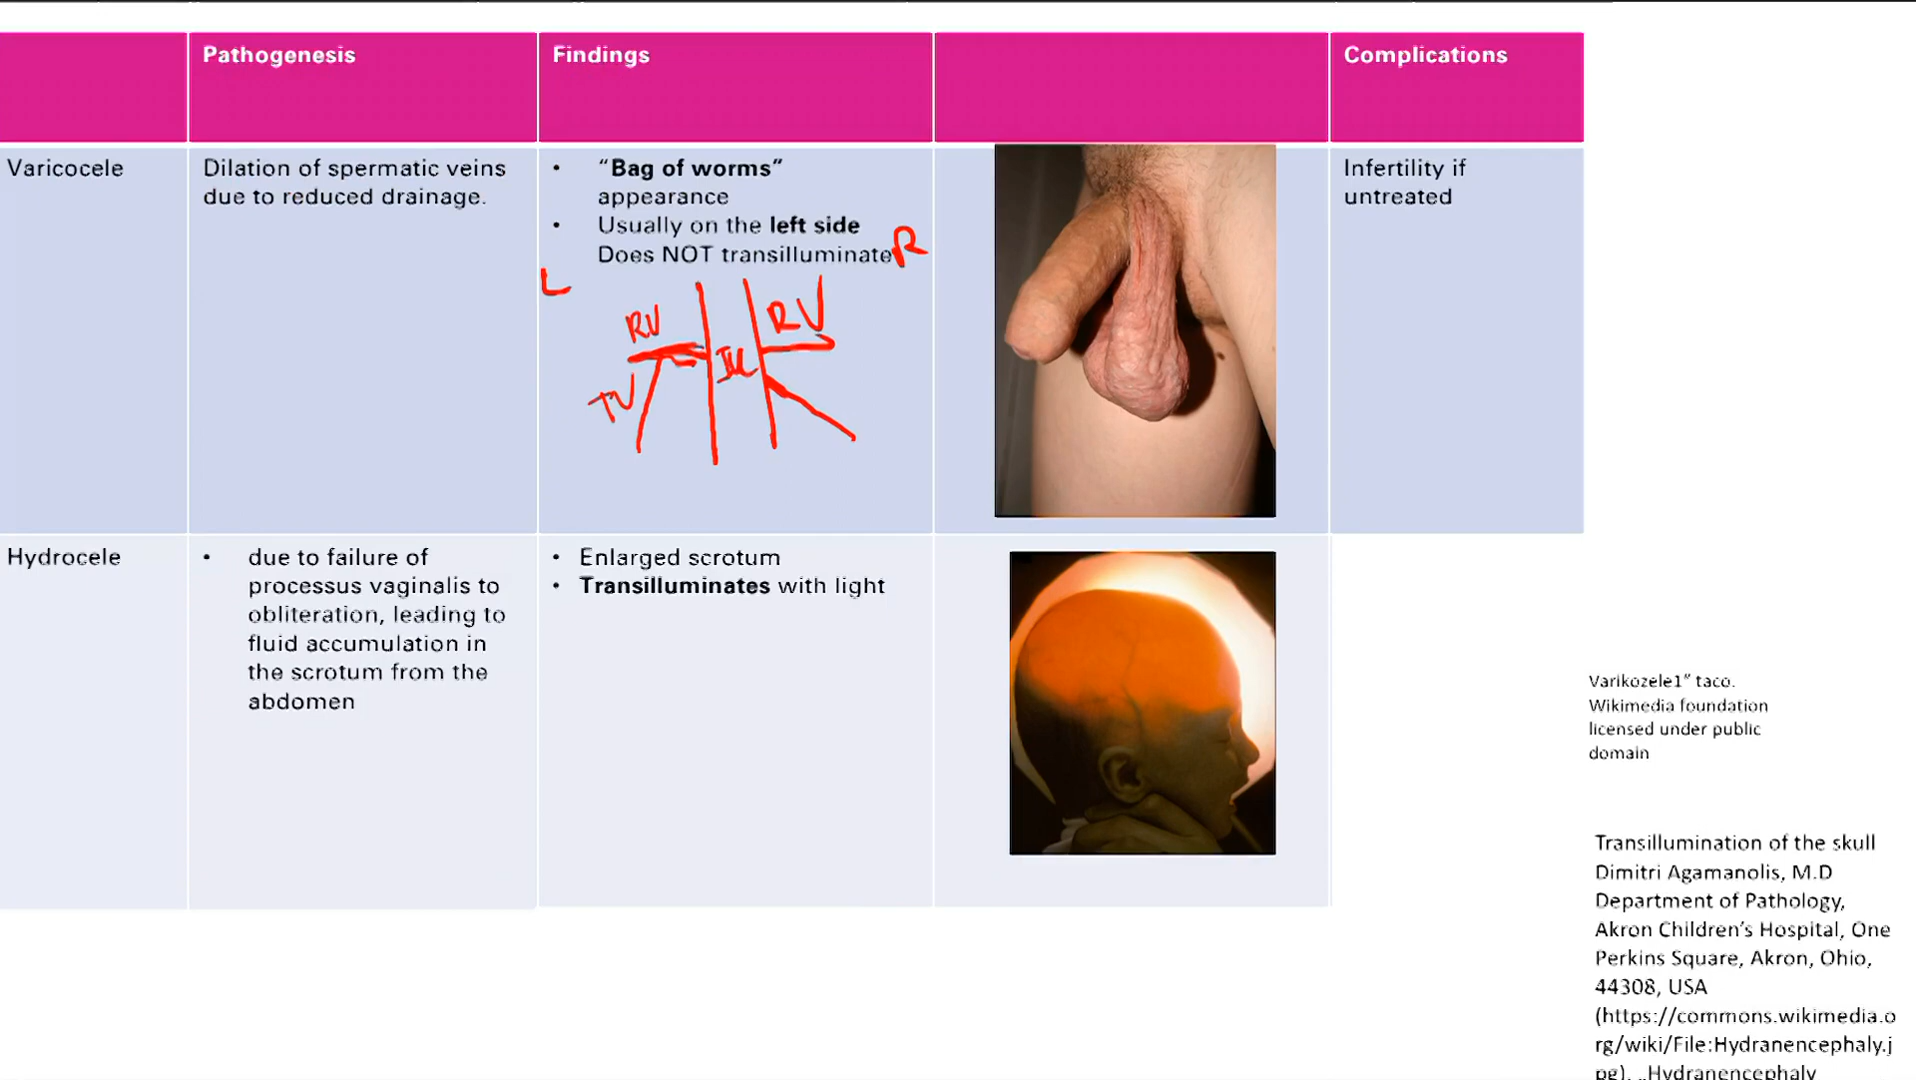 Pathogenesis
Findings
Complications
Varicocele
Dilation of spermatic veins
due to reduced drainage.
• “Bag of worms”
appearance
• Usually on the left side
Does NOT transilluminate
L
R
RV
RV
TV
IVC
Infertility if
untreated
Hydrocele
• due to failure of
processus vaginalis to
obliteration, leading to
fluid accumulation in
the scrotum from the
abdomen
• Enlarged scrotum
• Transilluminates with light
Varikozele1” taco.
Wikimedia foundation
licensed under public
domain
Transillumination of the skull
Dimitri Agamanolis, M.D
Department of Pathology,
Akron Children’s Hospital, One
Perkins Square, Akron, Ohio,
44308, USA
(https://commons.wikimedia.o
rg/wiki/File:Hydranencephaly.j
pg), „Hydranencephaly